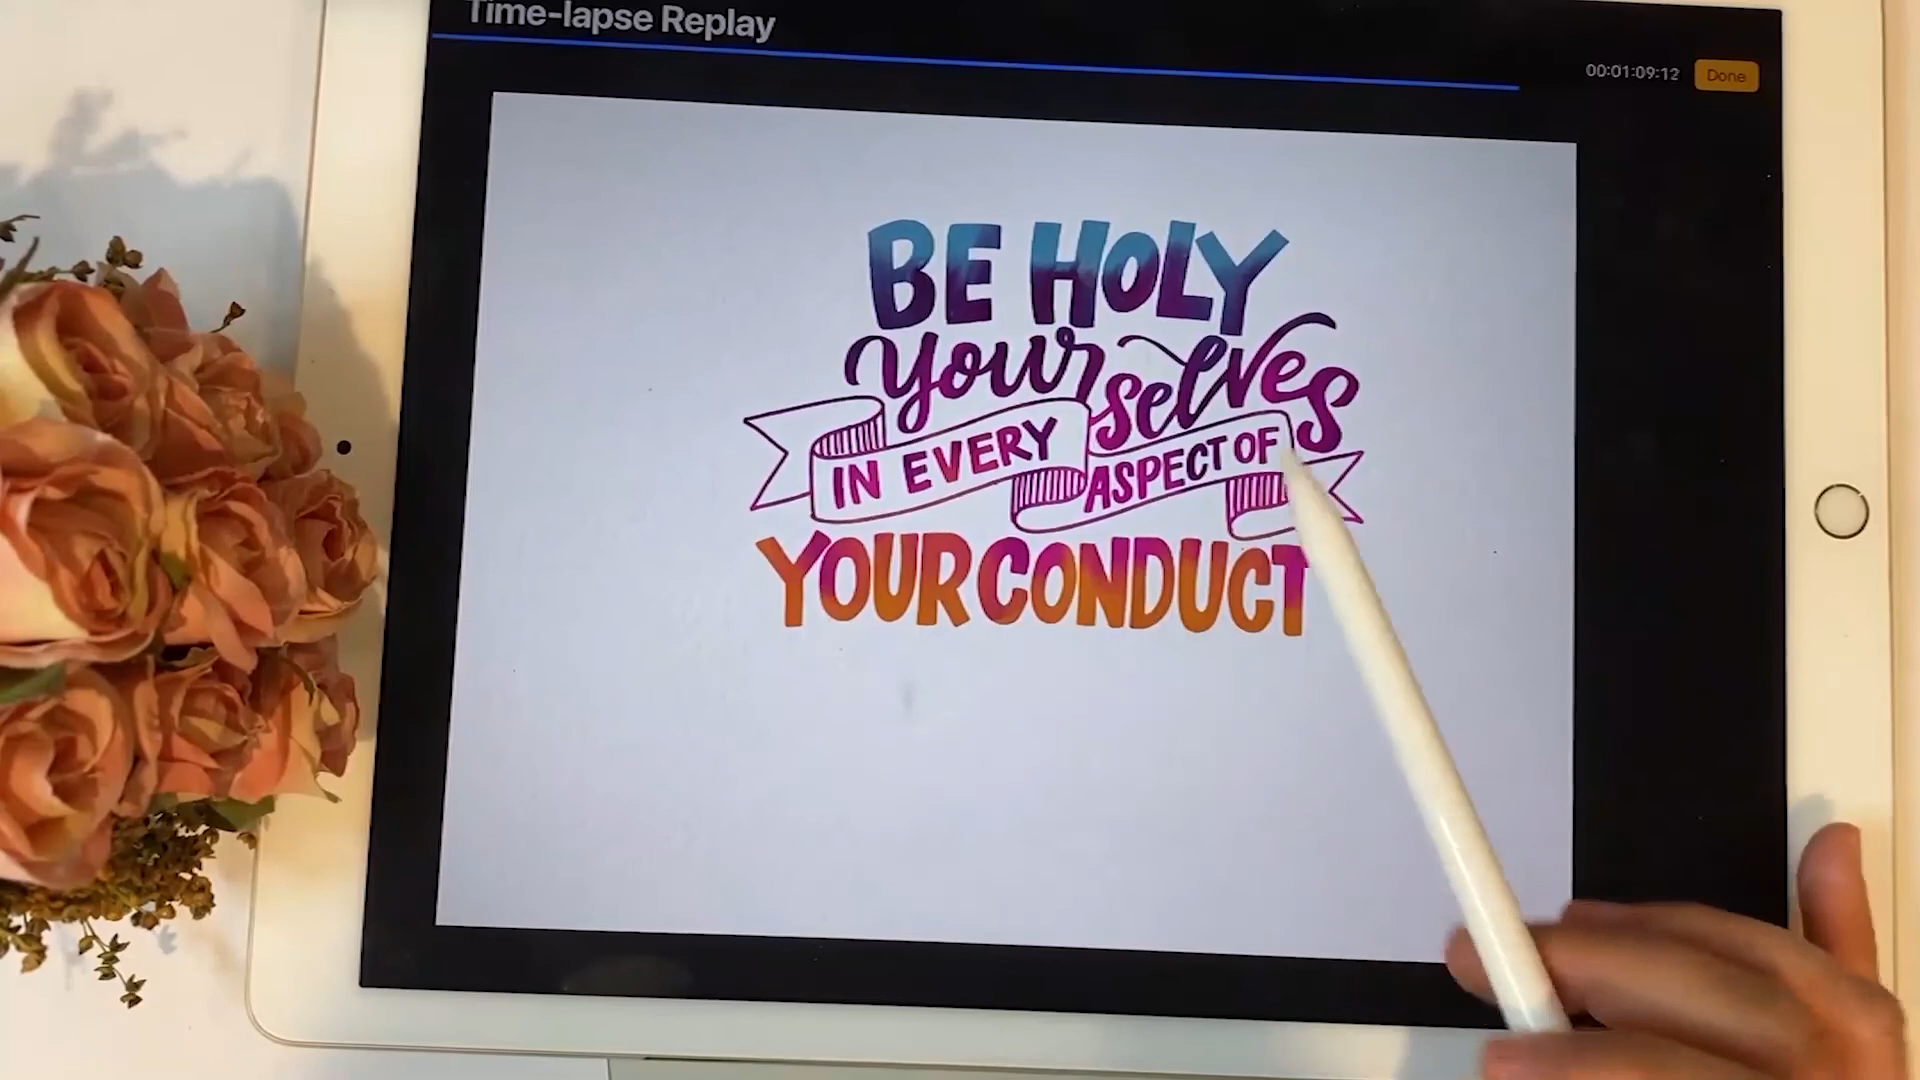 Time-lapse Replay
00:01:09:12
Done
BE HOLY
yourselves
IN EVERY
ASPECT OF
YOUR CONDUCT